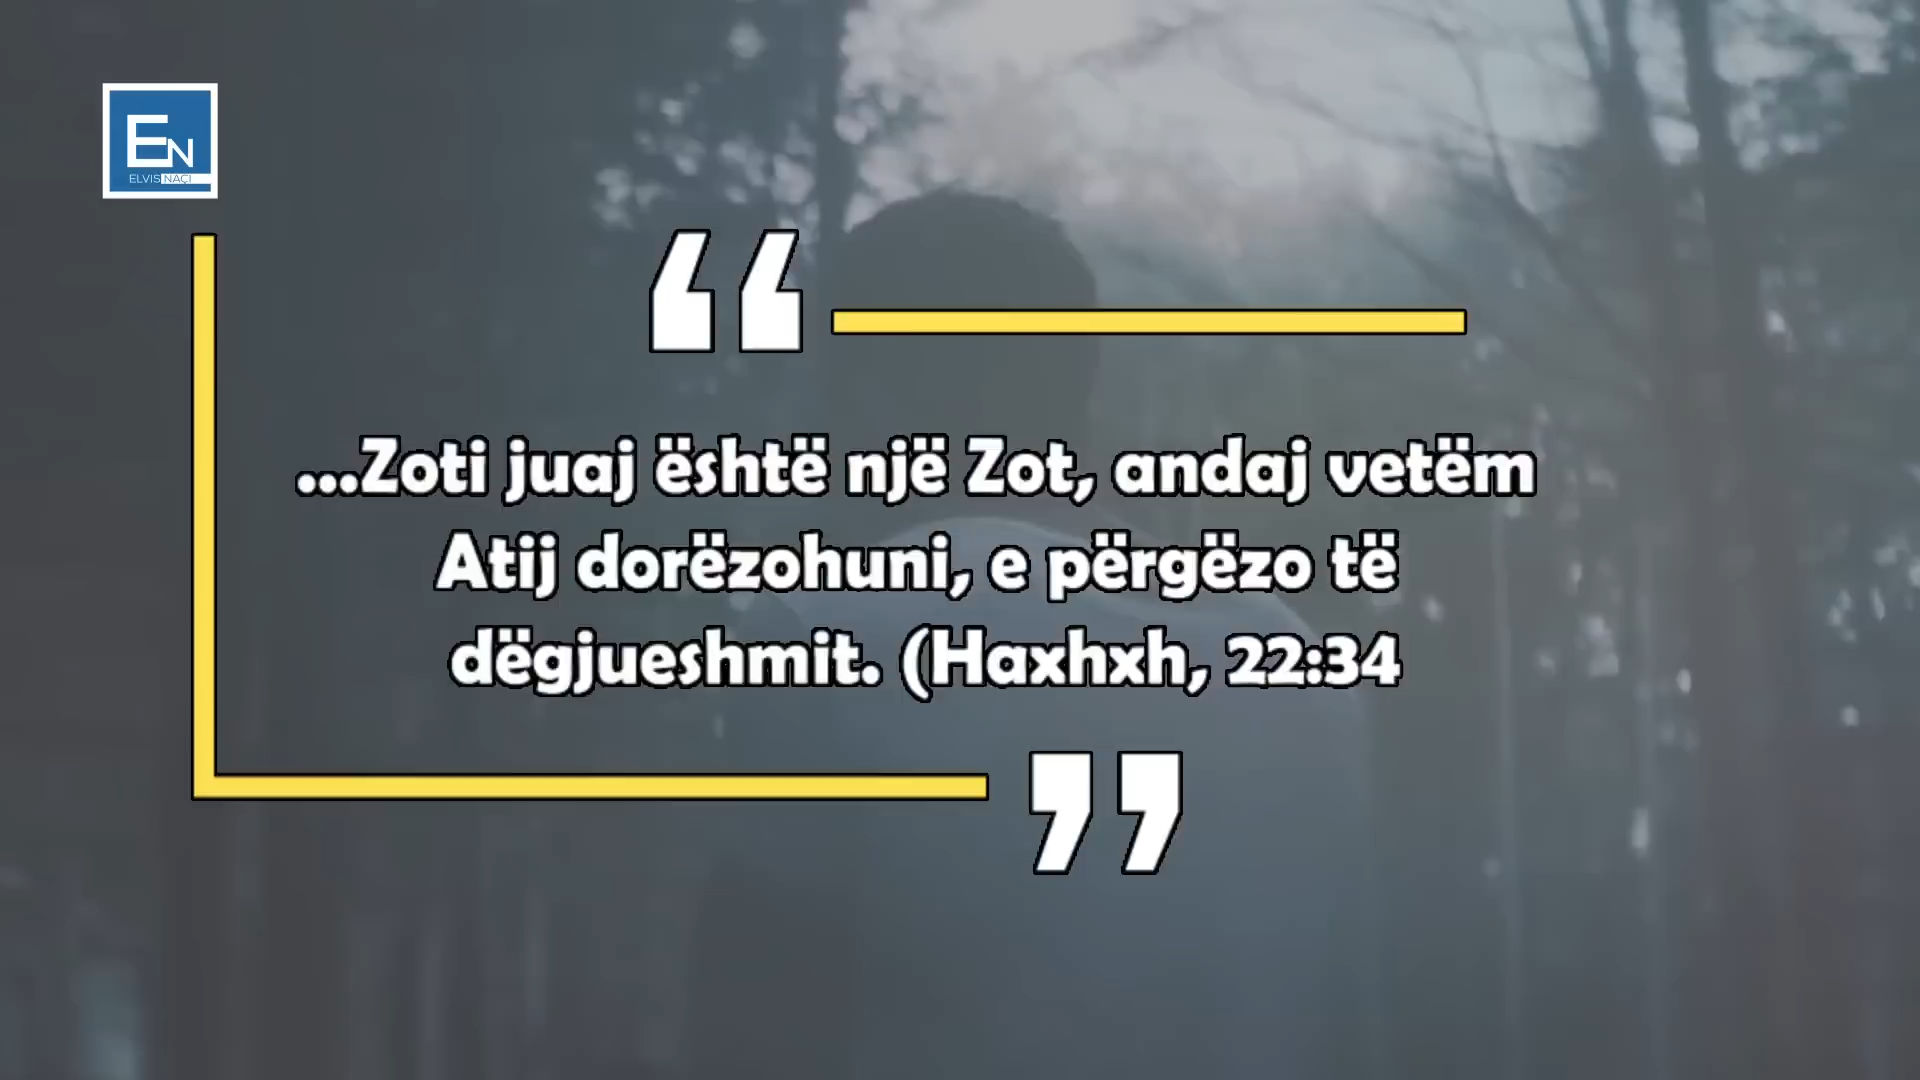 EN
ELVIS NAÇI
“
...Zoti juaj është një Zot, andaj vetëm
Atij dorëzohuni, e përgëzo të
dëgjueshmit. (Haxhxh, 22:34
”